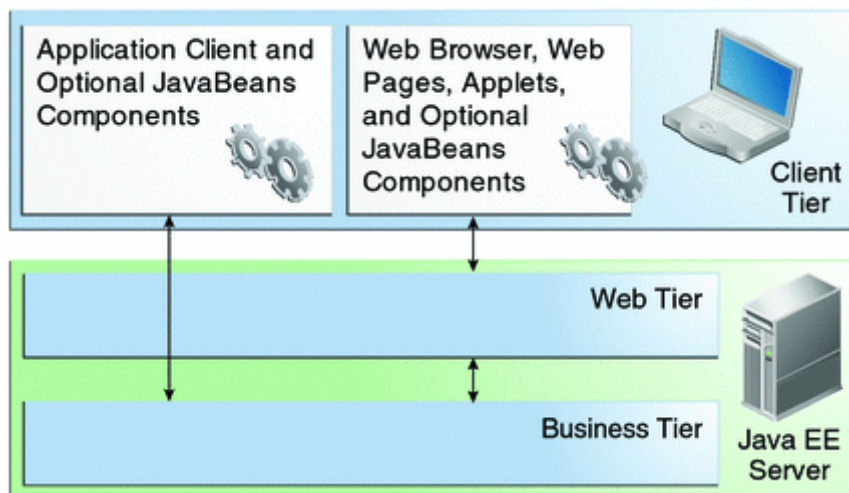 Application Client and
Optional JavaBeans
Components
Web Browser, Web
Pages, Applets,
and Optional
JavaBeans
Components
Client
Tier
Web Tier
Business Tier
Java EE
Server